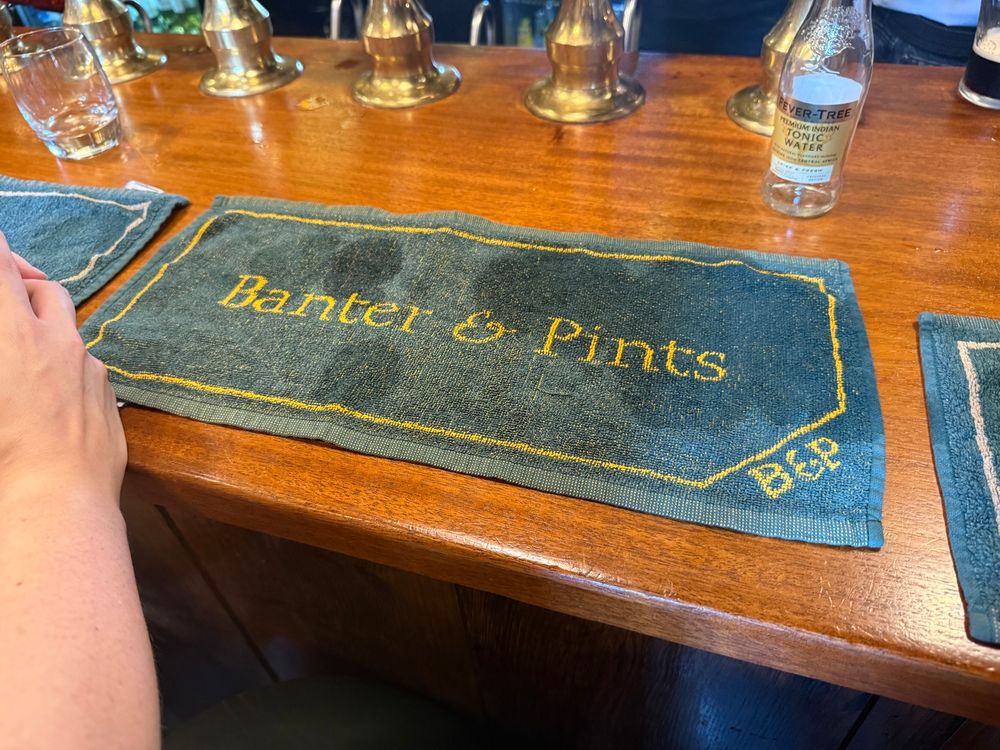 FEVER-TREE
PREMIUM INDIAN
TONIC
WATER
Banter & Pints
B&P